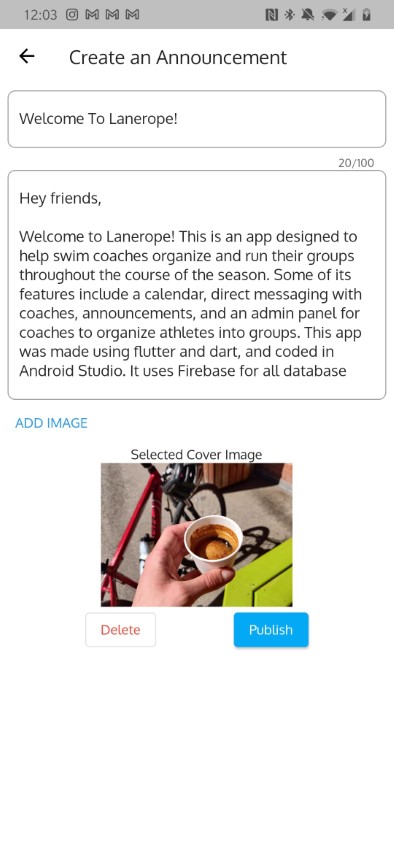 12:03
Create an Announcement
Welcome To Lanerope!
20/100
Hey friends,
Welcome to Lanerope! This is an app designed to
help swim coaches organize and run their groups
throughout the course of the season. Some of its
features include a calendar, direct messaging with
coaches, announcements, and an admin panel for
coaches to organize athletes into groups. This app
was made using flutter and dart, and coded in
Android Studio. It uses Firebase for all database
ADD IMAGE
Selected Cover Image
Delete
Publish